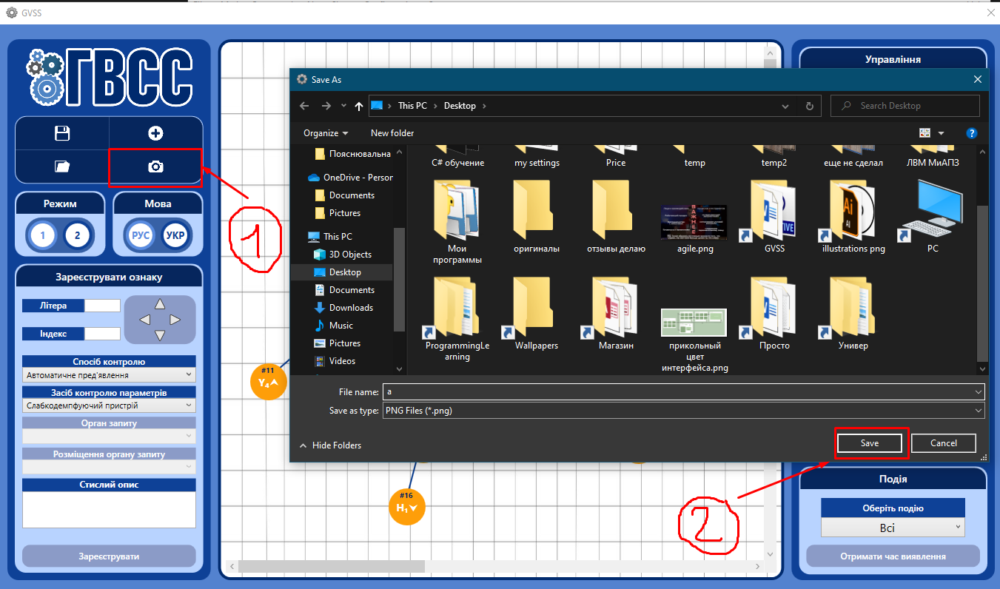 GVSS
ГВСС
Режим
Мова
1
2
РУС
УКР
Зареєструвати ознаку
Літера
Індекс
Спосіб контролю
Автоматичне пред'явлення
Засіб контролю параметрів
Слабкодемпфуючий пристрій
Орган запиту
Розміщення органу запиту
Стислий опис
Зареєструвати
1
#11
Y4
#16
H1
Save As
This PC
Desktop
Search Desktop
Organize
New folder
?
Пояснювальна
OneDrive - Person
Documents
Pictures
This PC
3D Objects
Desktop
Documents
Downloads
Music
Pictures
Videos
C# обучение
my settings
Price
temp
temp2
еще не сделал
ЛВМ МиАПЗ
Мои
программы
оригиналы
отзывы делаю
agile.png
GVSS
illustrations png
PC
ProgrammingLe
arning
Wallpapers
Магазин
прикольный
цвет
интерфейса.png
Просто
Универ
File name:
a
Save as type:
PNG Files (*.png)
Hide Folders
Save
Cancel
2
Управління
Подія
Оберіть подію
Всі
Отримати час виявлення